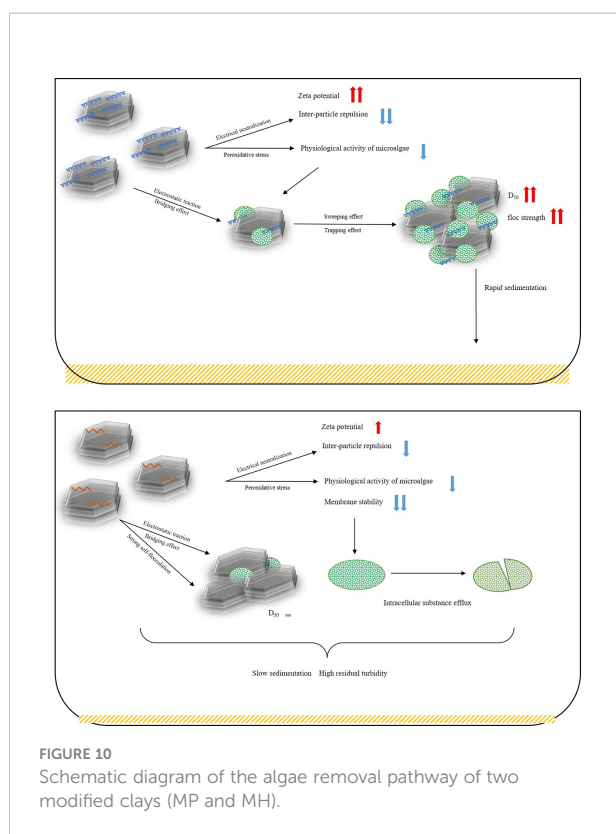 Zeta potential
Electrical neutralization
Inter-particle repulsion
Peroxidative stress
Physiological activity of microalgae
Electrostatic traction
Bridging effect
Sweeping effect
Trapping effect
D50
floc strength
Rapid sedimentation
Zeta potential
Electrical neutralization
Inter-particle repulsion
Peroxidative stress
Physiological activity of microalgae
Membrane stability
Electrostatic traction
Bridging effect
Strong self-flocculation
D50
Intracellular substance efflux
Slow sedimentation High residual turbidity
FIGURE 10
Schematic diagram of the algae removal pathway of two
modified clays (MP and MH).